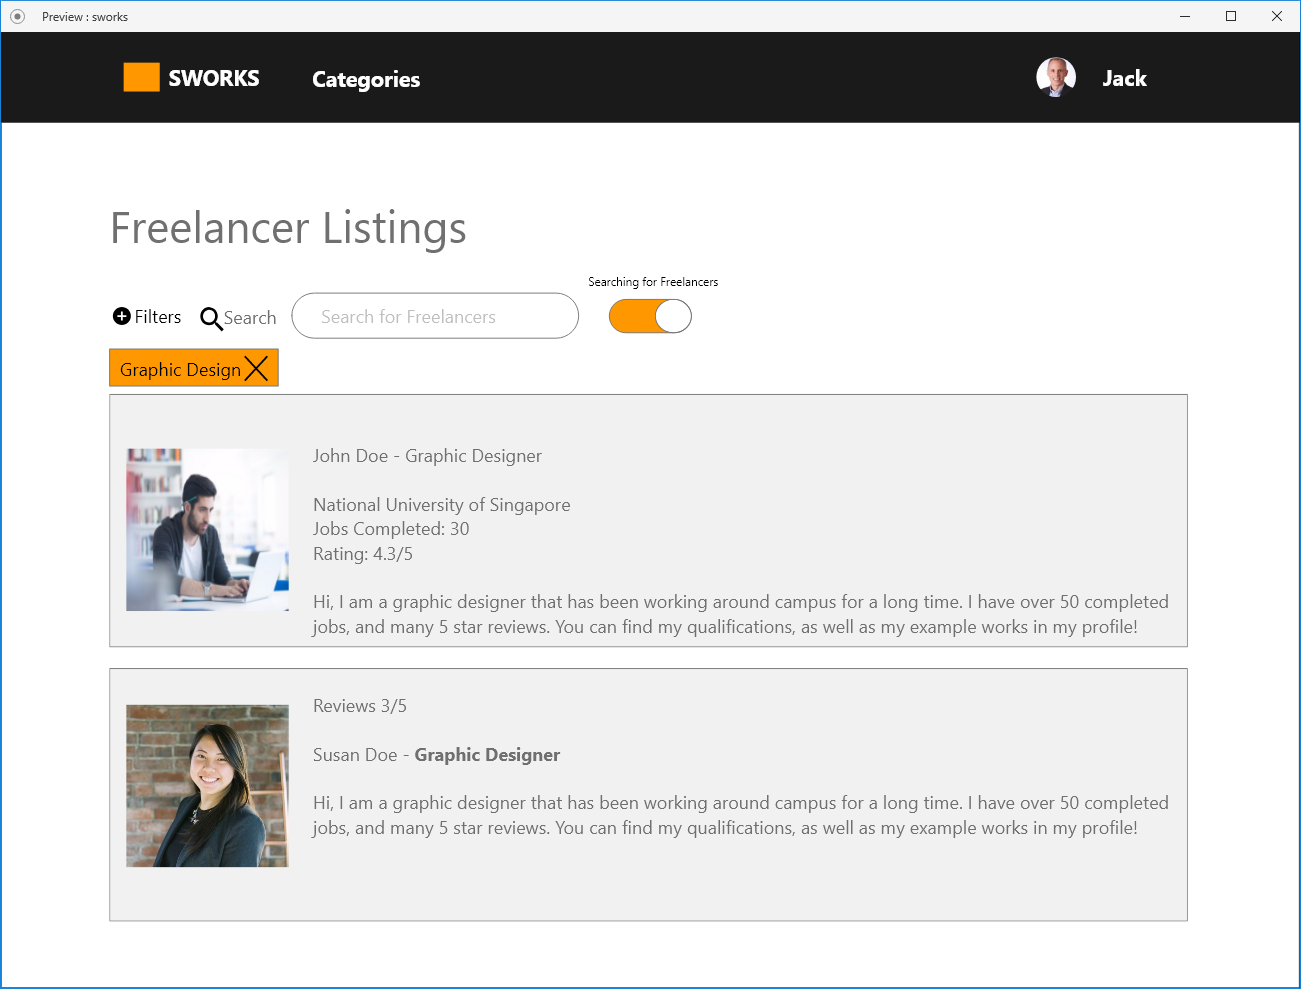 Preview : sworks
SWORKS
Categories
Jack
Freelancer Listings
Searching for Freelancers
Filters
Search
Search for Freelancers
Graphic Design
John Doe - Graphic Designer
National University of Singapore
Jobs Completed: 30
Rating: 4.3/5
Hi, I am a graphic designer that has been working around campus for a long time. I have over 50 completed
jobs, and many 5 star reviews. You can find my qualifications, as well as my example works in my profile!
Reviews 3/5
Susan Doe - Graphic Designer
Hi, I am a graphic designer that has been working around campus for a long time. I have over 50 completed
jobs, and many 5 star reviews. You can find my qualifications, as well as my example works in my profile!